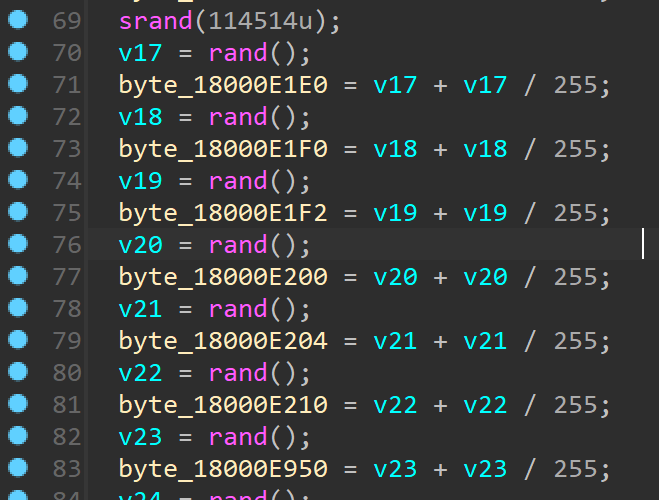 69 srand(114514u);
70 v17 = rand();
71 byte_18000E1E0 = v17 + v17 / 255;
72 v18 = rand();
73 byte_18000E1F0 = v18 + v18 / 255;
74 v19 = rand();
75 byte_18000E1F2 = v19 + v19 / 255;
76 v20 = rand();
77 byte_18000E200 = v20 + v20 / 255;
78 v21 = rand();
79 byte_18000E204 = v21 + v21 / 255;
80 v22 = rand();
81 byte_18000E210 = v22 + v22 / 255;
82 v23 = rand();
83 byte_18000E950 = v23 + v23 / 255;
84 v24 = rand();